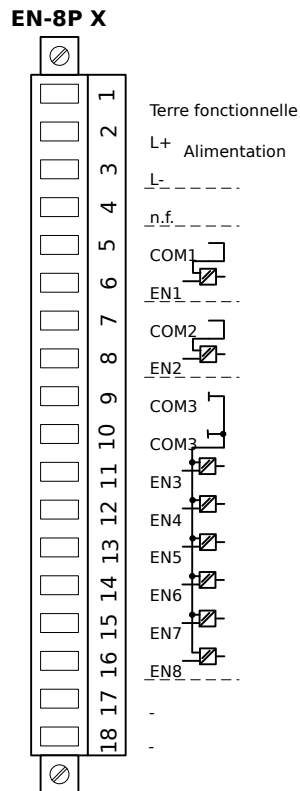 EN-8P X
1
Terre fonctionnelle
2
L+
Alimentation
3
L-
4
n.f.
5
COM1
6
EN1
7
COM2
8
EN2
9
COM3
10
COM3
11
EN3
12
EN4
13
EN5
14
EN6
15
EN7
16
EN8
17
-
18
-